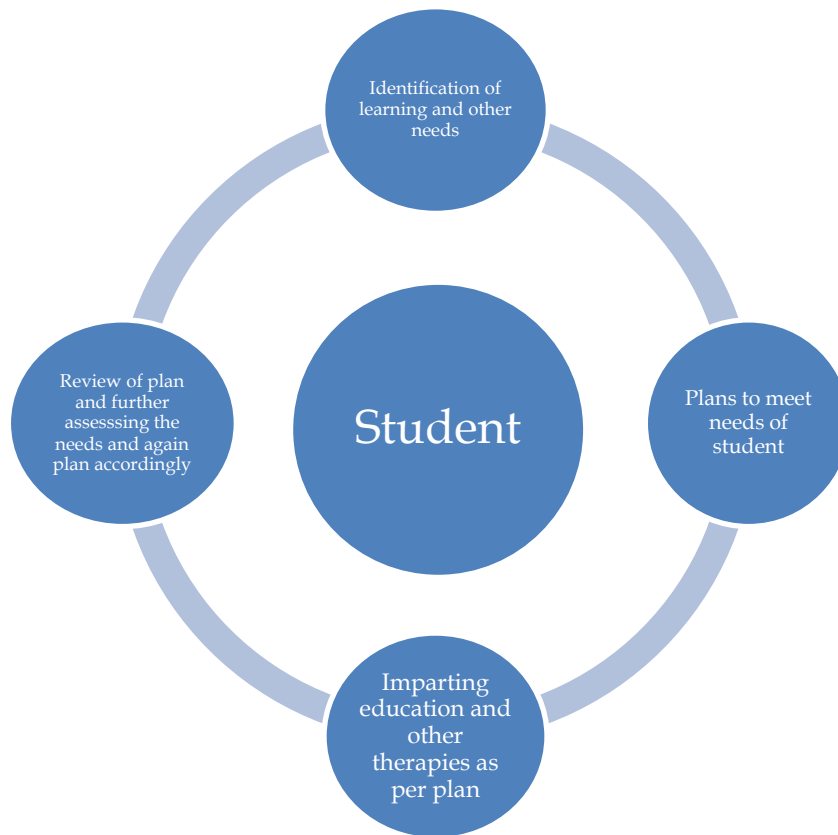 Identification of
learning and other
needs
Plans to meet
needs of
student
Imparting
education and
other
therapies as
per plan
Review of plan
and further
assesssing the
needs and again
plan accordingly
Student